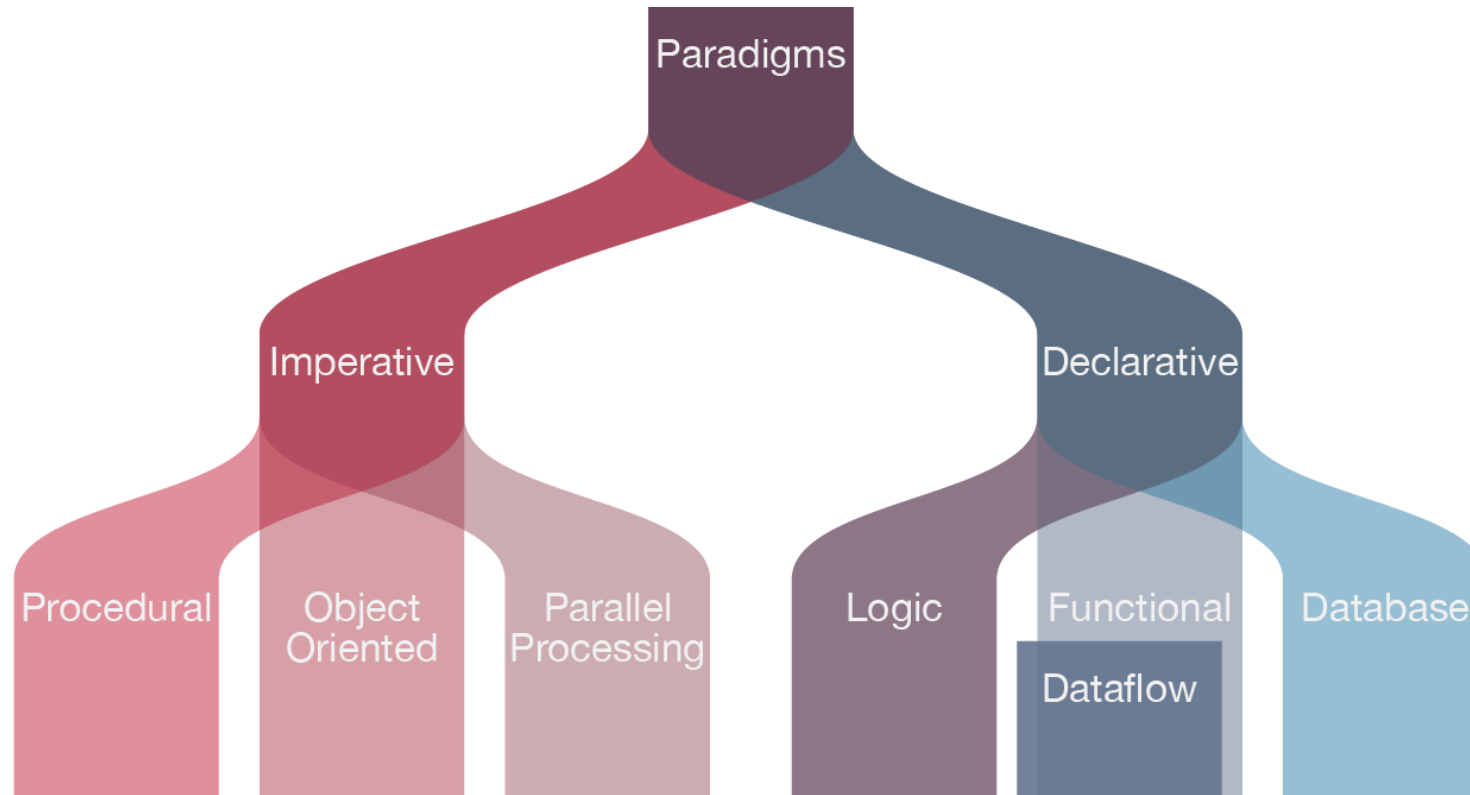 Paradigms
Imperative
Declarative
Procedural
Object
Oriented
Parallel
Processing
Logic
Functional
Database
Dataflow